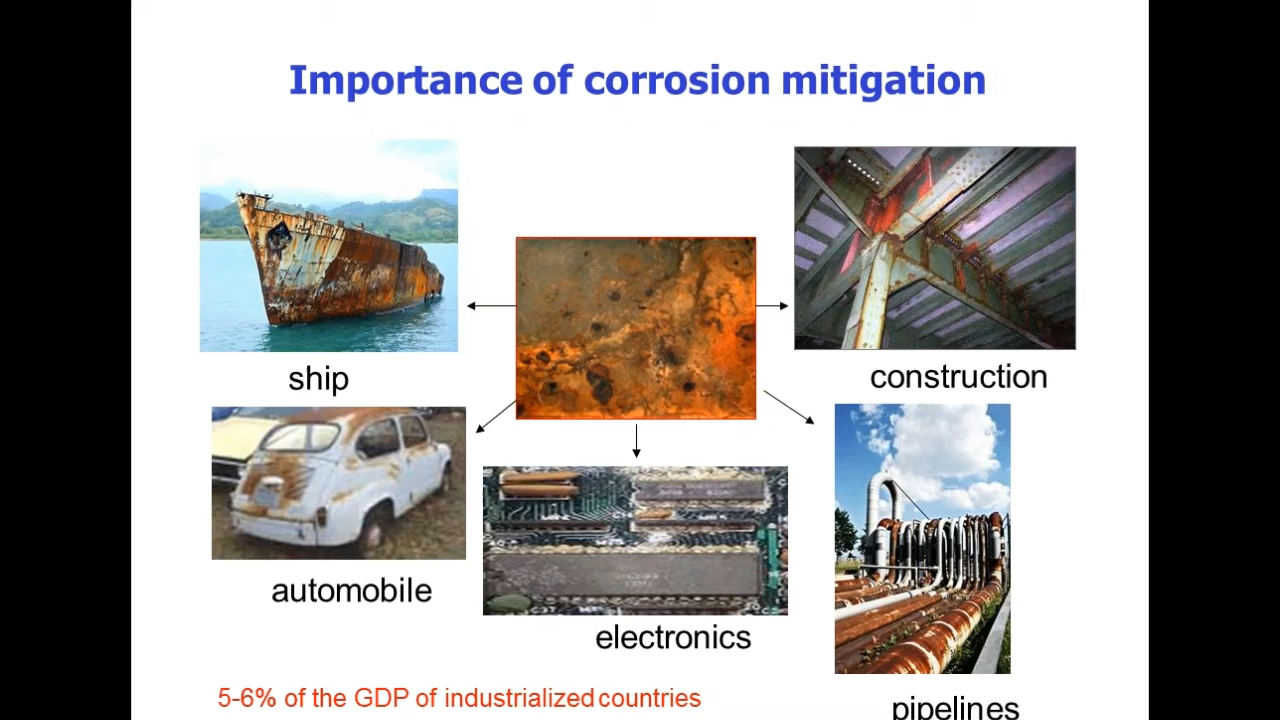 Importance of corrosion mitigation
ship
construction
automobile
electronics
5-6% of the GDP of industrialized countries
pipelines